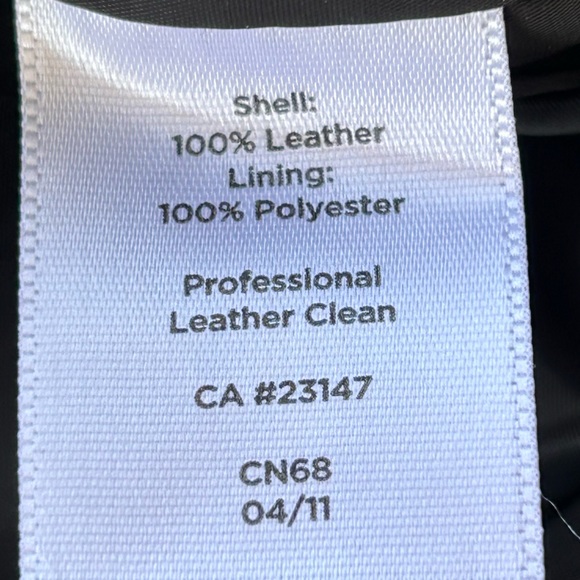 Shell:
100% Leather
Lining:
100% Polyester
Professional
Leather Clean
CA #23147
CN68
04/11